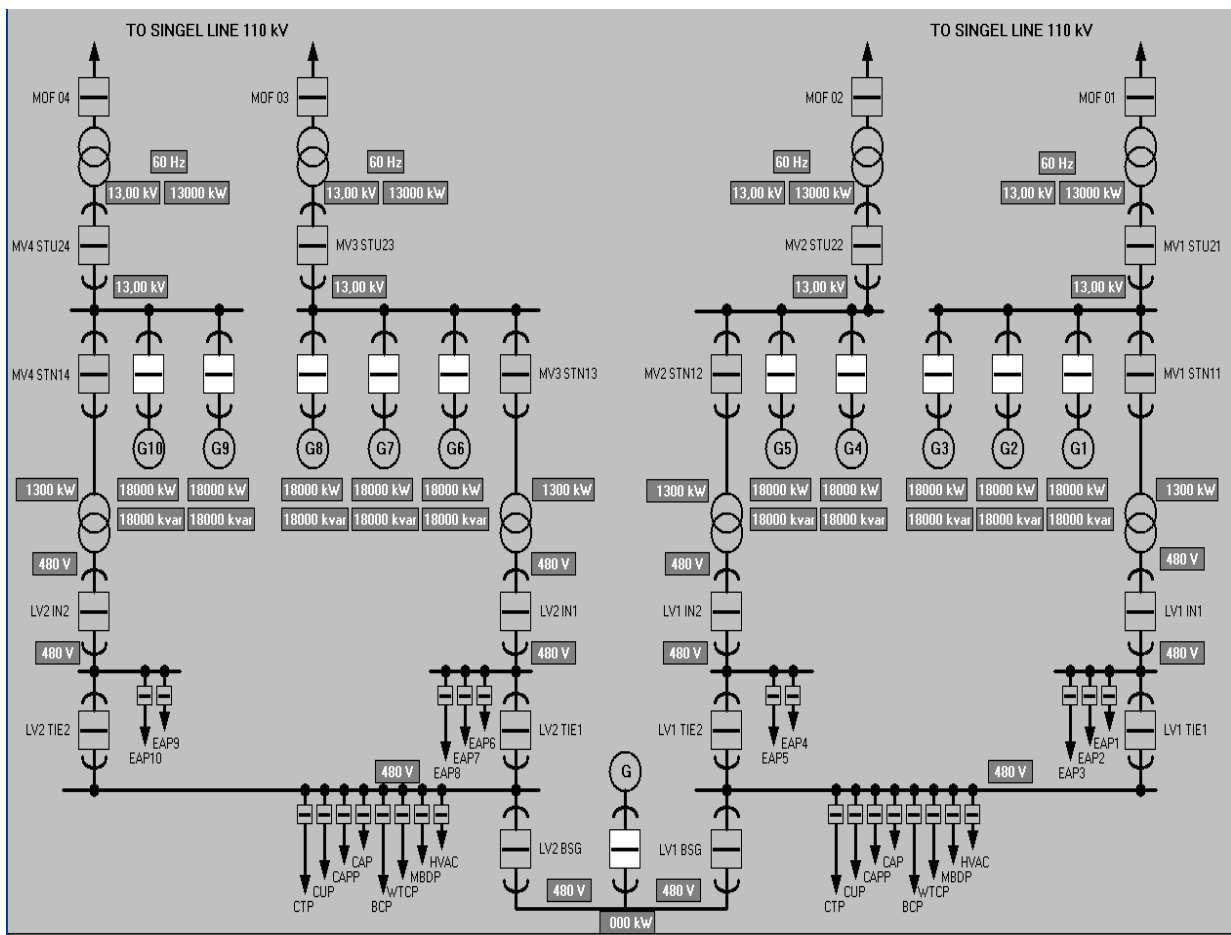 TO SINGEL LINE 110 kV TO SINGEL LINE 110 kV
MOF 04 MOF 03 MOF 02 MOF 01
60 Hz 60 Hz 60 Hz 60 Hz
13,00 kV 13000 kW 13,00 kV 13000 kW 13,00 kV 13000 kW 13,00 kV 13000 kW
MV4 STU24 MV3 STU23 MV2 STU22 MV1 STU21
13,00 kV 13,00 kV 13,00 kV 13,00 kV
MV4 STN14 MV3 STN13 MV2 STN12 MV1 STN11
G10 G9 G8 G7 G6 G5 G4 G3 G2 G1
1300 kW 18000 kW 18000 kW 18000 kW 18000 kW 18000 kW 1300 kW 1300 kW 18000 kW 18000 kW 18000 kW 18000 kW 18000 kW 1300 kW
18000 kvar 18000 kvar 18000 kvar 18000 kvar 18000 kvar 18000 kvar 18000 kvar 18000 kvar 18000 kvar 18000 kvar
480 V 480 V 480 V 480 V
LV2 IN2 LV2 IN1 LV1 IN2 LV1 IN1
480 V 480 V 480 V 480 V
LV2 TIE2 LV2 TIE1 LV1 TIE2 LV1 TIE1
EAP9 EAP6 EAP4 EAP1
EAP10 EAP7 EAP5 EAP2
EAP8 EAP3
480 V G 480 V
LV2 BSG LV1 BSG
CAP HVAC CAP HVAC
CAPP MBDP CAPP MBDP
CUP WTCP CUP WTCP
CTP BCP CTP BCP
480 V 480 V
000 kW